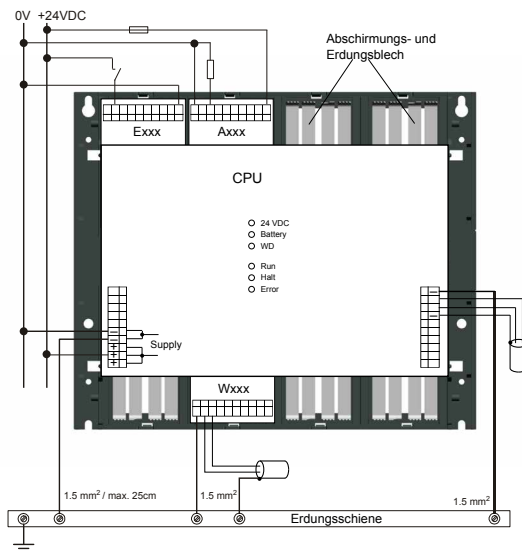 0V +24VDC
Abschirmungs- und
Erdungsblech
Exxx
Axxx
CPU
24 VDC
Battery
WD
Run
Halt
Error
–
–
+
+
Supply
–
–
Wxxx
1.5 mm² / max. 25cm
1.5 mm²
1.5 mm²
Erdungsschiene